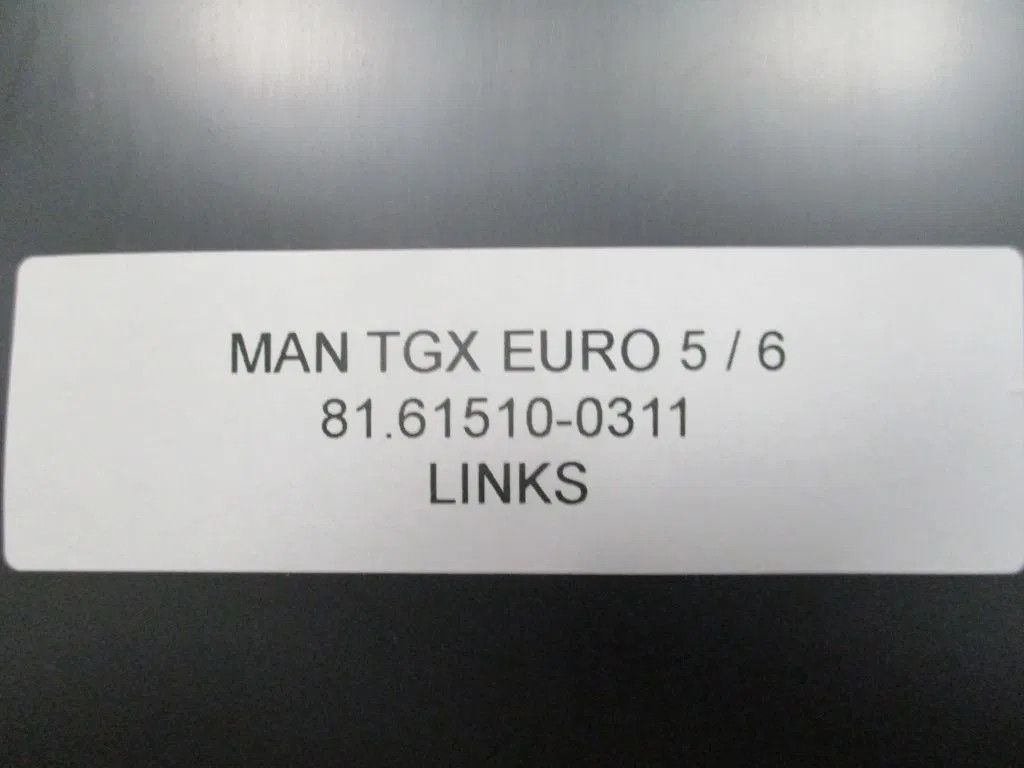 MAN TGX EURO 5 / 6
81.61510-0311
LINKS